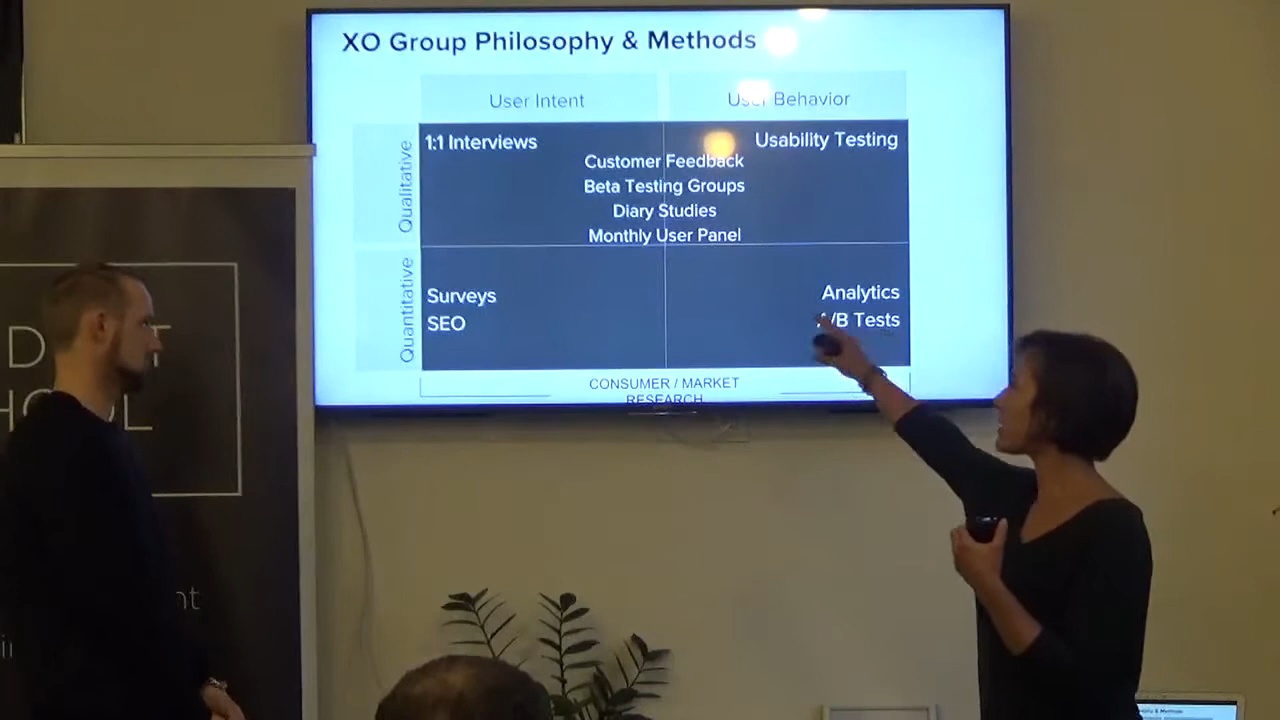 XO Group Philosophy & Methods
User Intent
User Behavior
Qualitative
1:1 Interviews
Usability Testing
Customer Feedback
Beta Testing Groups
Diary Studies
Monthly User Panel
Quantitative
Surveys
Analytics
SEO
A/B Tests
CONSUMER / MARKET
RESEARCH